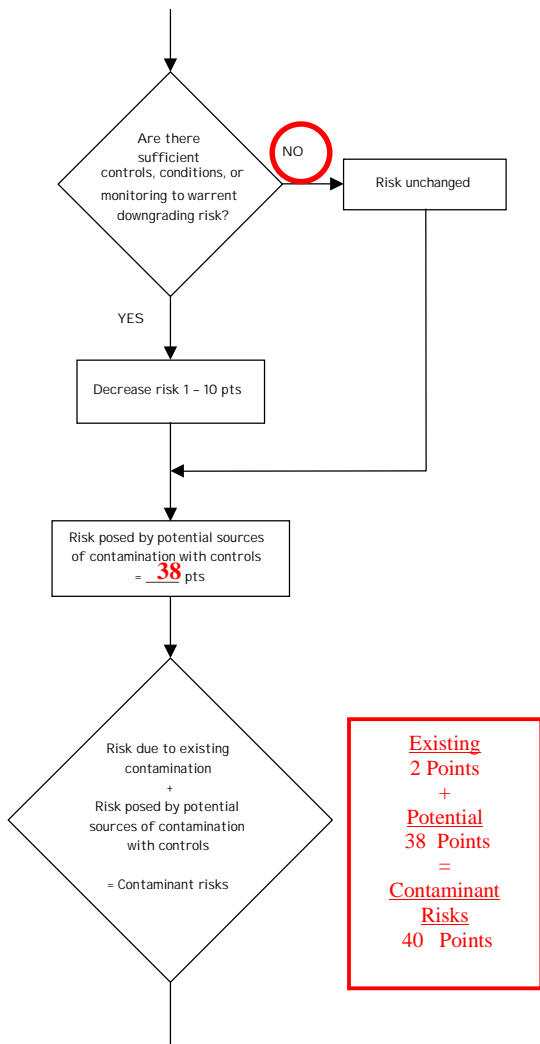 Are there
sufficient
controls, conditions, or
monitoring to warrent
downgrading risk?
NO
Risk unchanged
YES
Decrease risk 1 – 10 pts
Risk posed by potential sources
of contamination with controls
= 38 pts
Risk due to existing
contamination
+
Risk posed by potential
sources of contamination
with controls
= Contaminant risks
Existing
2 Points
+
Potential
38 Points
=
Contaminant
Risks
40 Points